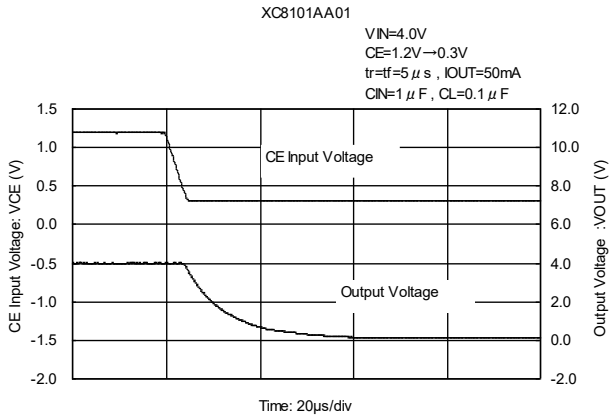 XC8101AA01
VIN=4.0V
CE=1.2V→0.3V
tr=tf=5μs , IOUT=50mA
CIN=1μF , CL=0.1μF
CE Input Voltage: VCE (V)
1.5
1.0
0.5
0.0
-0.5
-1.0
-1.5
-2.0
CE Input Voltage
Output Voltage
12.0
10.0
8.0
6.0
4.0
2.0
0.0
-2.0
Output Voltage :VOUT (V)
Time: 20μs/div